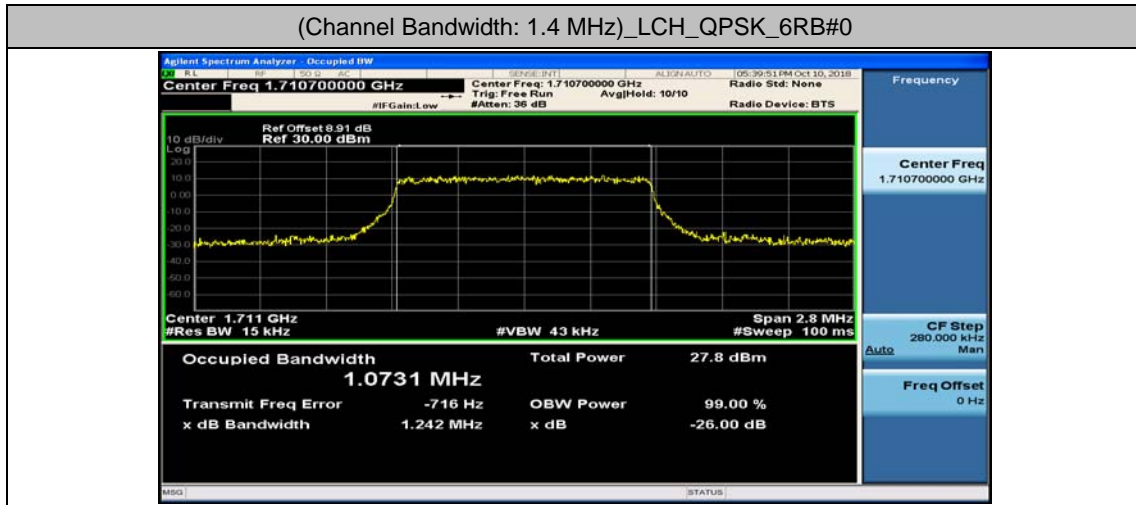 (Channel Bandwidth: 1.4 MHz)_LCH_QPSK_6RB#0
Agilent Spectrum Analyzer - Occupied BW
RL RF 50 Ω AC SENSE:INT ALIGN AUTO 05:39:51 PM Oct 10, 2018
Center Freq 1.710700000 GHz
Center Freq: 1.710700000 GHz
Radio Std: None
Trig: Free Run Avg|Hold: 10/10
#IFGain:Low
#Atten: 36 dB
Radio Device: BTS
Ref Offset 8.91 dB
10 dB/div Ref 30.00 dBm
Log
20.0
10.0
0.00
-10.0
-20.0
-30.0
-40.0
-50.0
-60.0
Center 1.711 GHz Span 2.8 MHz
#Res BW 15 kHz #VBW 43 kHz #Sweep 100 ms
Occupied Bandwidth Total Power 27.8 dBm
1.0731 MHz
Transmit Freq Error -716 Hz OBW Power 99.00 %
x dB Bandwidth 1.242 MHz x dB -26.00 dB
MSG STATUS
Frequency
Center Freq
1.710700000 GHz
CF Step
280.000 kHz
Auto Man
Freq Offset
0 Hz